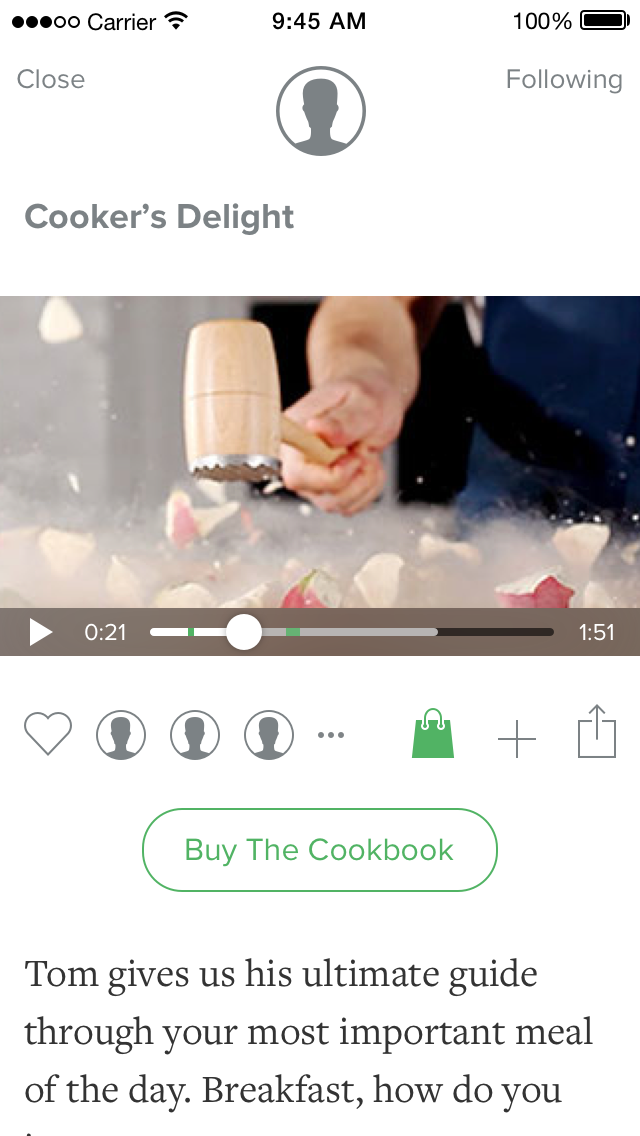 Carrier 9:45 AM 100%
Close Following
Cooker’s Delight
0:21 1:51
Buy The Cookbook
Tom gives us his ultimate guide
through your most important meal
of the day. Breakfast, how do you